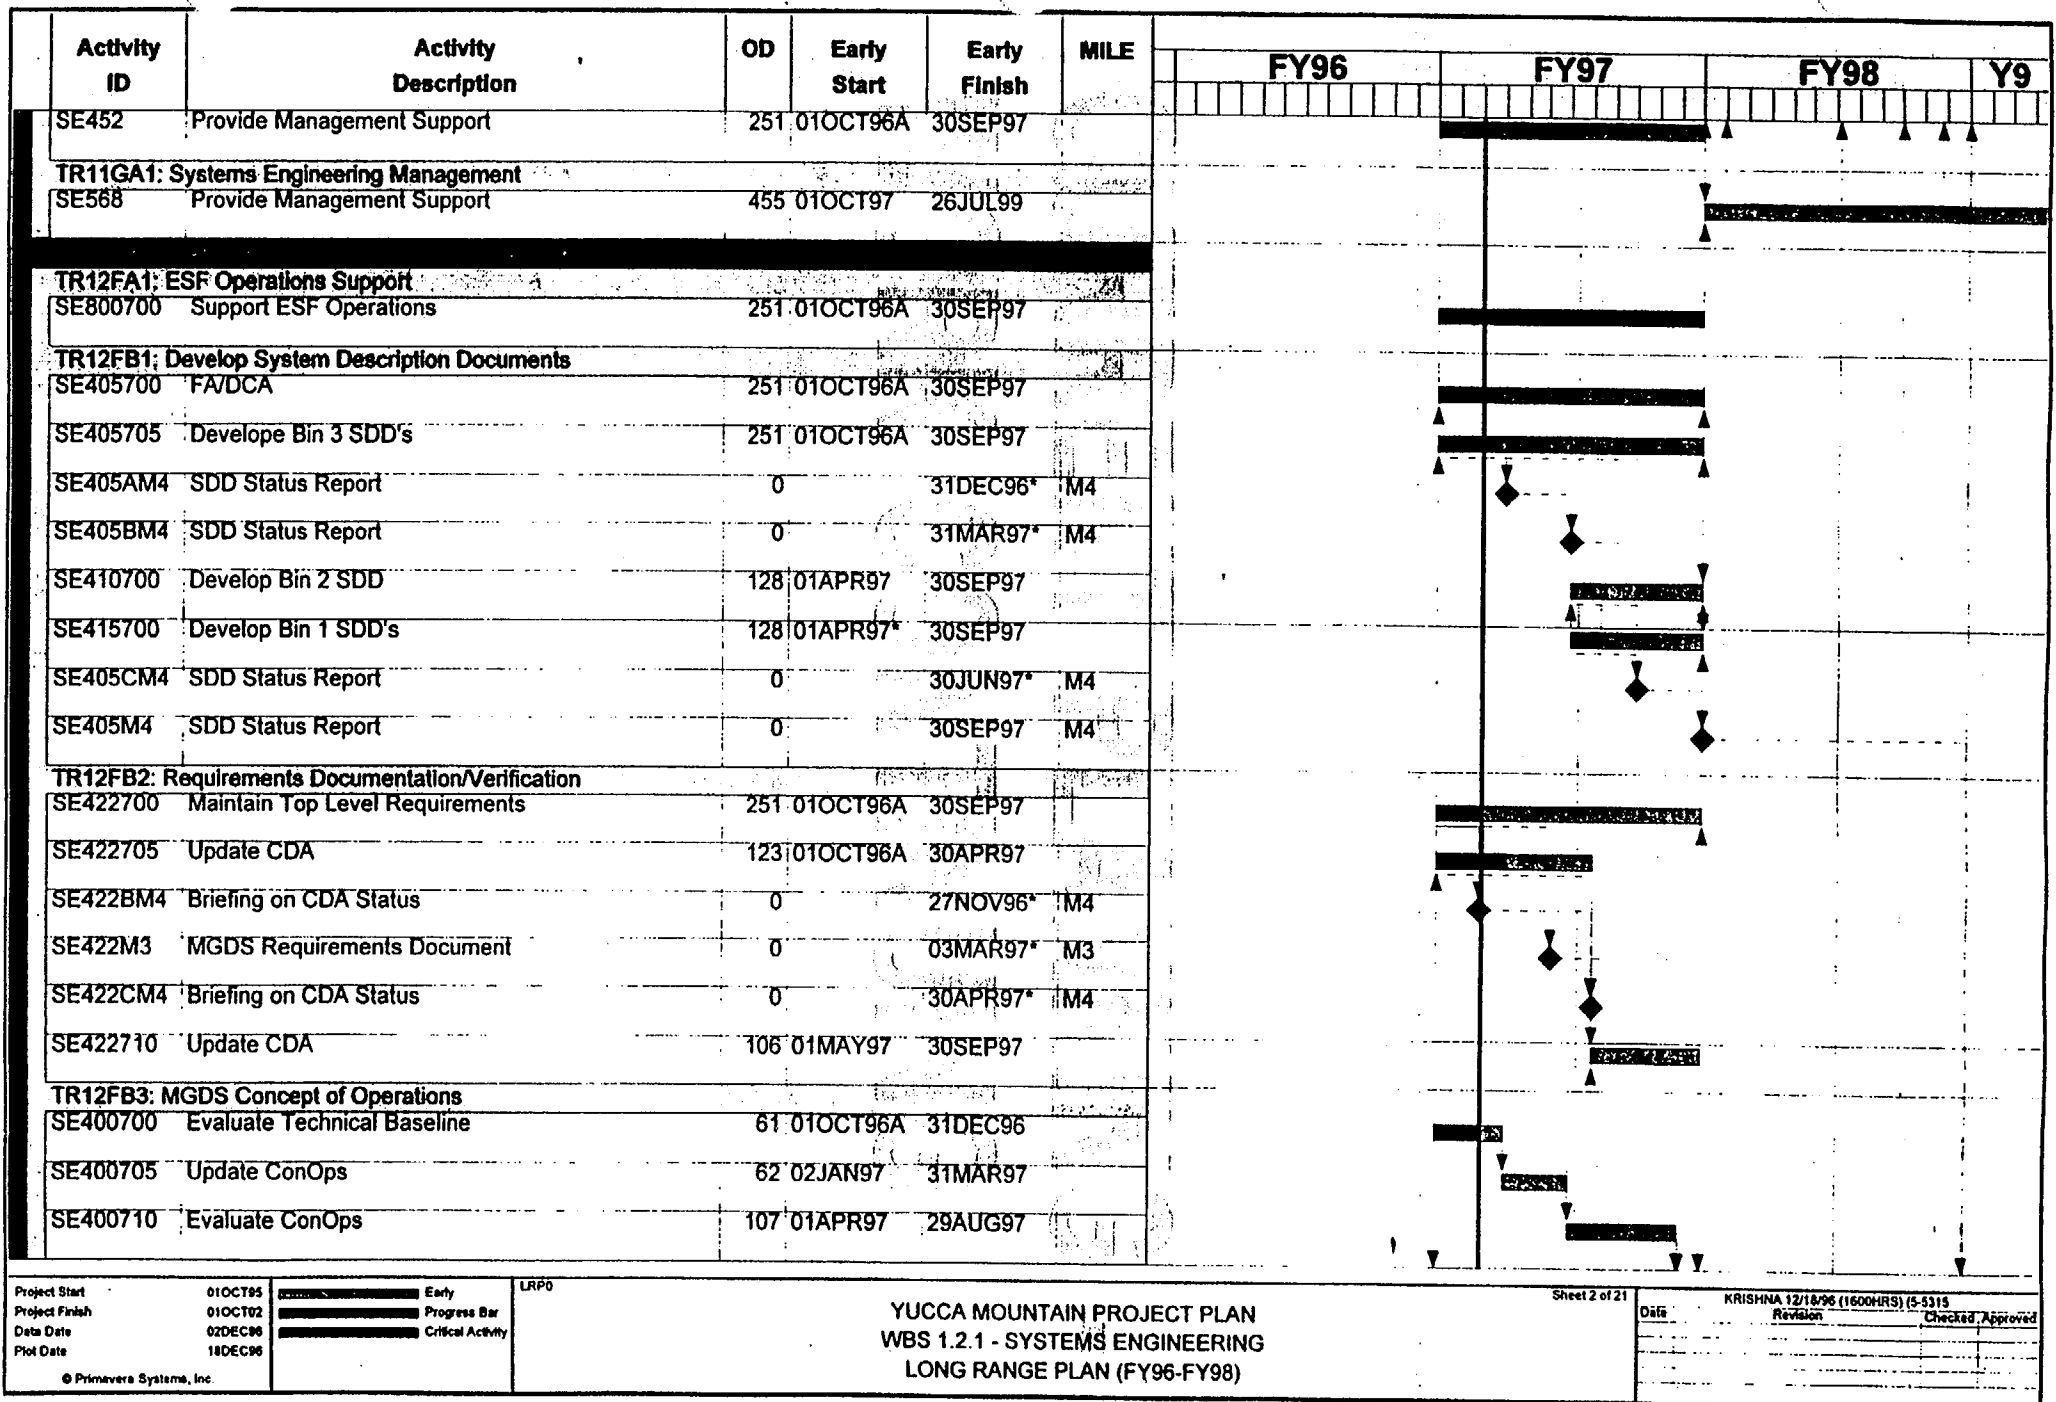 Activity ID Activity Description OD Early Start Early Finish MILE FY96 FY97 FY98 Y9
SE452 Provide Management Support 251 01OCT96A 30SEP97
TR11GA1: Systems Engineering Management
SE568 Provide Management Support 455 01OCT97 26JUL99
TR12FA1: ESF Operations Support
SE800700 Support ESF Operations 251 01OCT96A 30SEP97
TR12FB1: Develop System Description Documents
SE405700 FA/DCA 251 01OCT96A 30SEP97
SE405705 Develope Bin 3 SDD's 251 01OCT96A 30SEP97
SE405AM4 SDD Status Report 0 31DEC96* M4
SE405BM4 SDD Status Report 0 31MAR97* M4
SE410700 Develop Bin 2 SDD 128 01APR97 30SEP97
SE415700 Develop Bin 1 SDD's 128 01APR97* 30SEP97
SE405CM4 SDD Status Report 0 30JUN97* M4
SE405M4 SDD Status Report 0 30SEP97 M4
TR12FB2: Requirements Documentation/Verification
SE422700 Maintain Top Level Requirements 251 01OCT96A 30SEP97
SE422705 Update CDA 123 01OCT96A 30APR97
SE422BM4 Briefing on CDA Status 0 27NOV96* M4
SE422M3 MGDS Requirements Document 0 03MAR97* M3
SE422CM4 Briefing on CDA Status 0 30APR97* M4
SE422710 Update CDA 106 01MAY97 30SEP97
TR12FB3: MGDS Concept of Operations
SE400700 Evaluate Technical Baseline 61 01OCT96A 31DEC96
SE400705 Update ConOps 62 02JAN97 31MAR97
SE400710 Evaluate ConOps 107 01APR97 29AUG97
Project Start 01OCT95
Project Finish 01OCT02
Data Date 02DEC96
Plot Date 18DEC96
© Primavera Systems, Inc.
Early
Progress Bar
Critical Activity
LRP0
YUCCA MOUNTAIN PROJECT PLAN
WBS 1.2.1 - SYSTEMS ENGINEERING
LONG RANGE PLAN (FY96-FY98)
Sheet 2 of 21
KRISHNA 12/18/96 (1600HRS) (5-5315
Date Revision Checked Approved